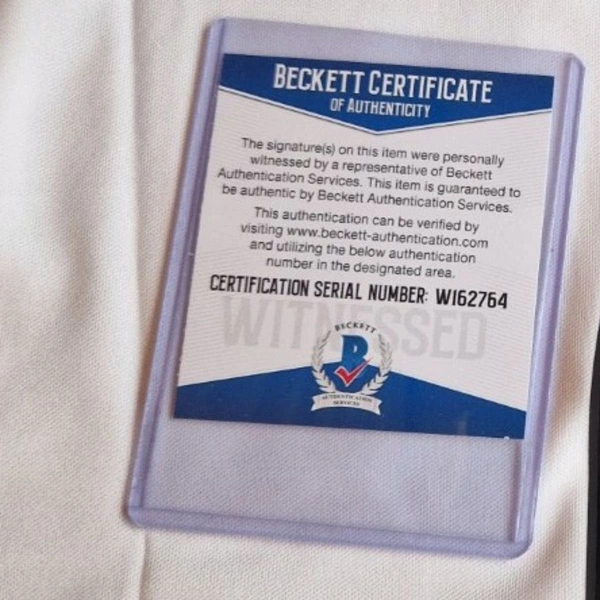 BECKETT CERTIFICATE
OF AUTHENTICITY
The signature(s) on this item were personally
witnessed by a representative of Beckett
Authentication Services. This item is guaranteed to
be authentic by Beckett Authentication Services.
This authentication can be verified by
visiting www.beckett-authentication.com
and utilizing the below authentication
number in the designated area.
CERTIFICATION SERIAL NUMBER: WI62764
WITNESSED
BECKETT
B
AUTHENTICATION
SERVICES